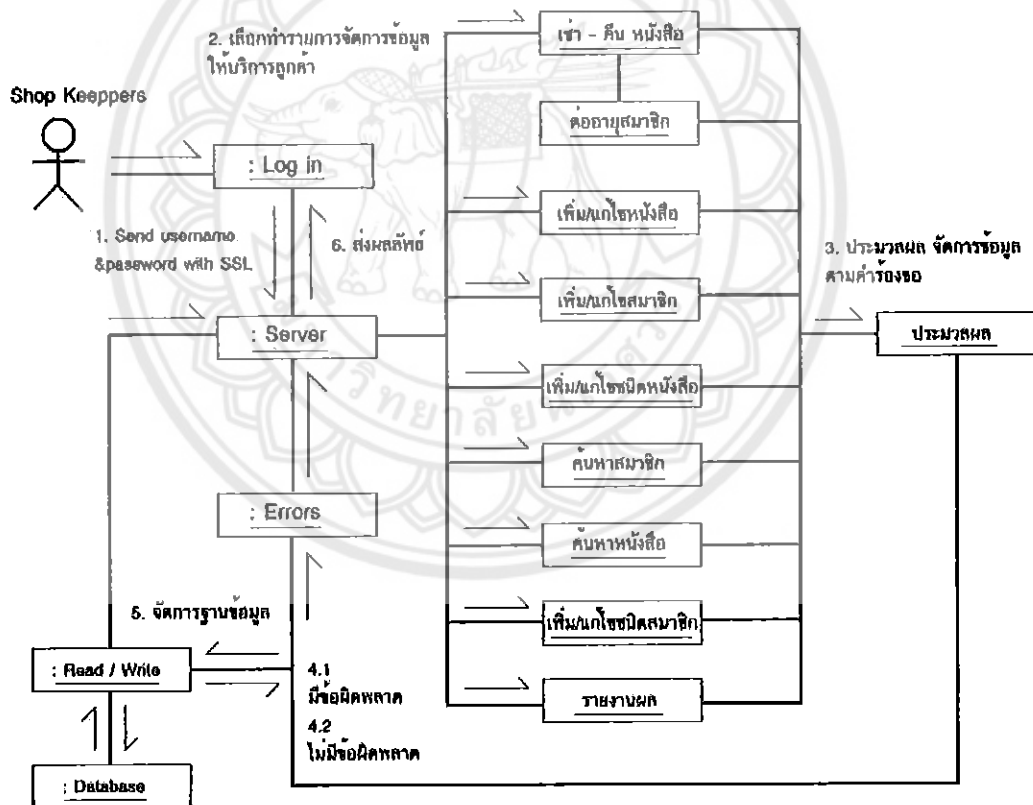 2. เลือกทำรายการจัดการข้อมูล
ให้บริการลูกค้า
เช่า - คืน หนังสือ
Shop Keeppers
ต่ออายุสมาชิก
: Log in
เพิ่ม/แก้ไขหนังสือ
1. Send username
&password with SSL
6. ส่งผลลัพธ์
3. ประมวลผล จัดการข้อมูล
ตามคำร้องขอ
เพิ่ม/แก้ไขสมาชิก
: Server
ประมวลผล
เพิ่ม/แก้ไขชนิดหนังสือ
วิทยาลัย
ค้นหาสมาชิก
: Errors
ค้นหาหนังสือ
5. จัดการฐานข้อมูล
เพิ่ม/แก้ไขชนิดสมาชิก
: Read / Write
4.1
มีข้อผิดพลาด
รายงานผล
4.2
ไม่มีข้อผิดพลาด
: Database